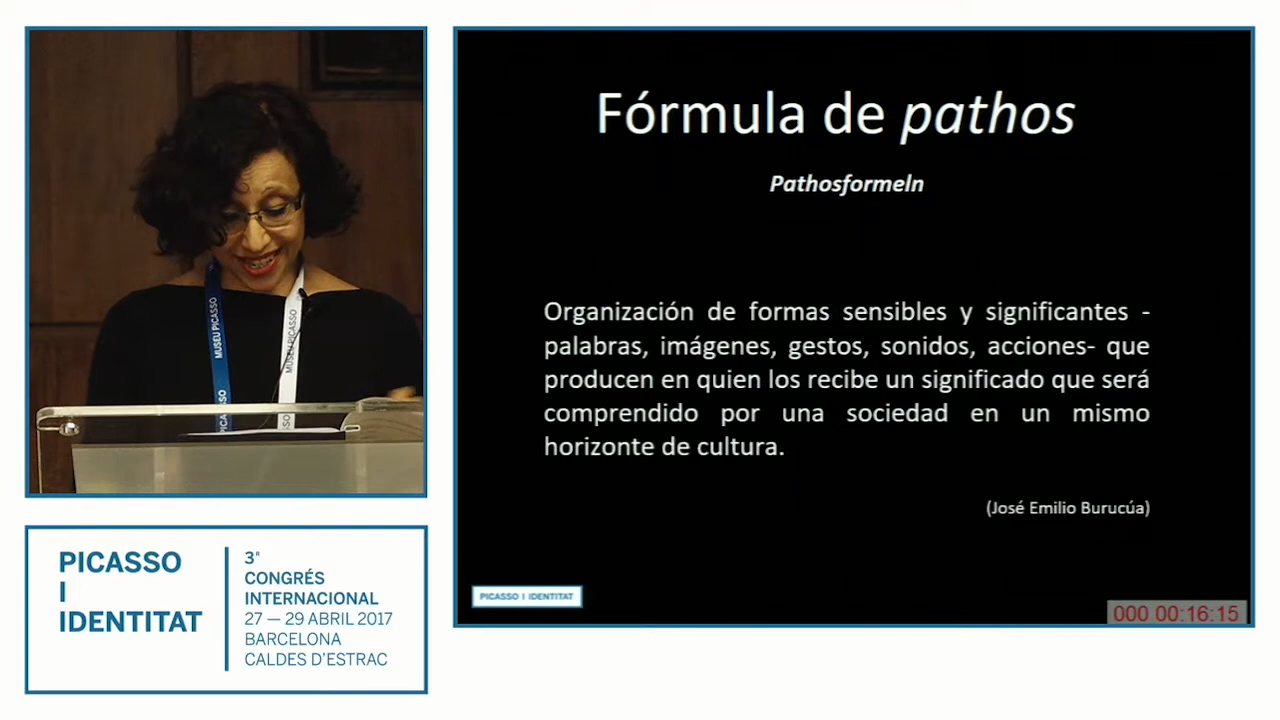 Fórmula de pathos
Pathosformeln
Organización de formas sensibles y significantes -
palabras, imágenes, gestos, sonidos, acciones- que
producen en quien los recibe un significado que será
comprendido por una sociedad en un mismo
horizonte de cultura.
(José Emilio Burucúa)
PICASSO I IDENTITAT
000 00:16:15
MUSEU PICASSO
PICASSO
MUSEU PICASSO
PICASSO
I
IDENTITAT
3r
CONGRÉS
INTERNACIONAL
27 — 29 ABRIL 2017
BARCELONA
CALDES D'ESTRAC